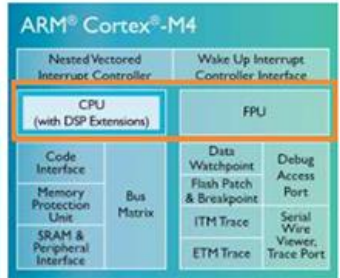 ARM® Cortex®-M4
Nested Vectored
Interrupt Controller
Wake Up Interrupt
Controller Interface
CPU
(with DSP Extensions)
FPU
Code
Interface
Memory
Protection
Unit
SRAM &
Peripheral
Interface
Bus
Matrix
Data
Watchpoint
Flash Patch
& Breakpoint
ITM Trace
ETM Trace
Debug
Access
Port
Serial
Wire
Viewer,
Trace Port